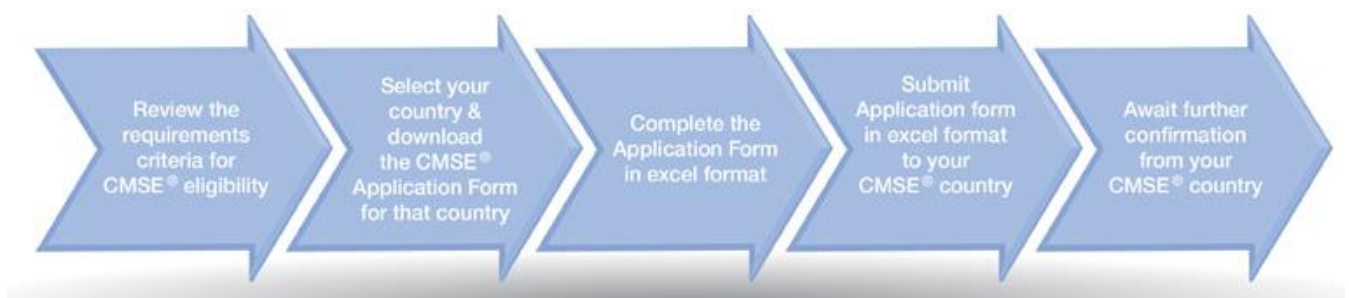 Review the
requirements
criteria for
CMSE® eligibility
Select your
country &
download
the CMSE®
Application Form
for that country
Complete the
Application Form
in excel format
Submit
Application form
in excel format
to your
CMSE® country
Await further
confirmation
from your
CMSE® country